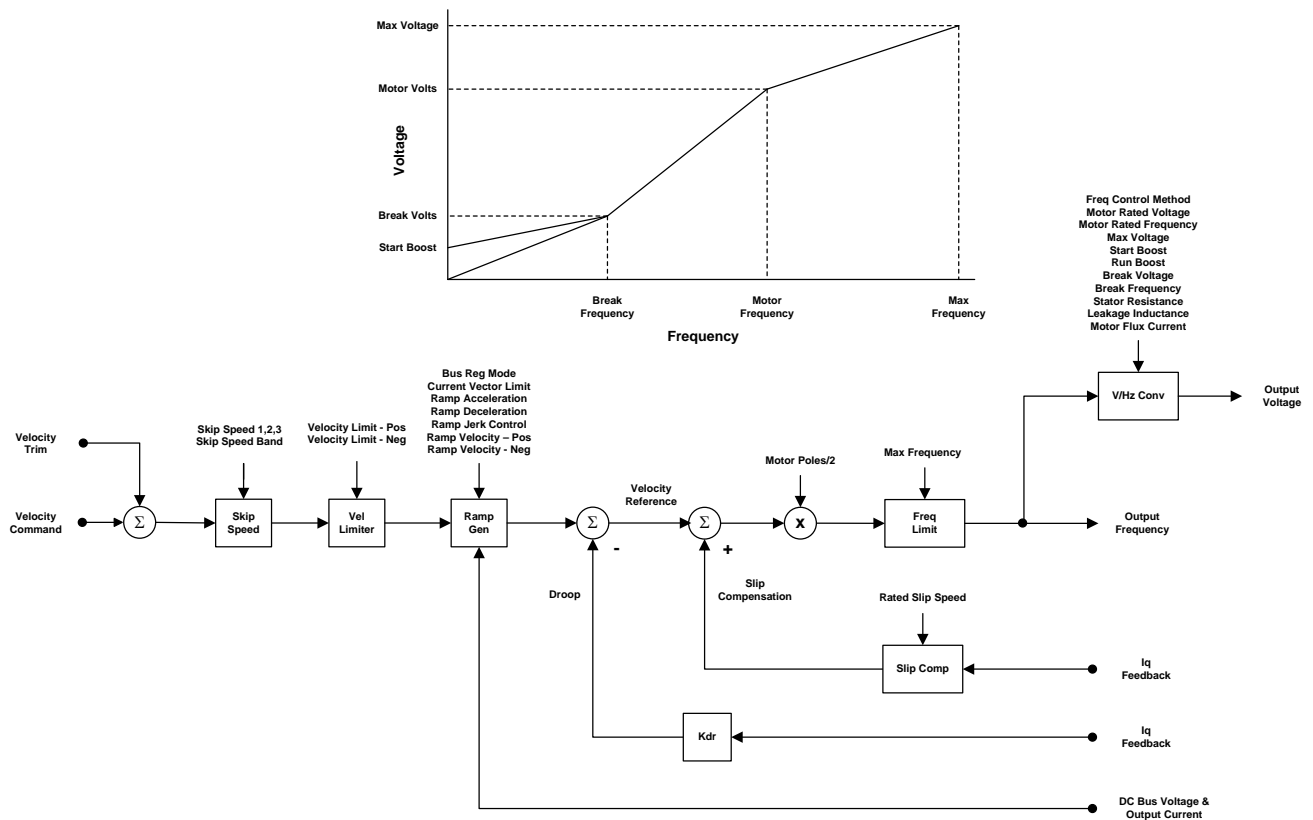 Max Voltage
Motor Volts
Voltage
Break Volts
Start Boost
Break
Frequency
Motor
Frequency
Max
Frequency
Frequency
Freq Control Method
Motor Rated Voltage
Motor Rated Frequency
Max Voltage
Start Boost
Run Boost
Break Voltage
Break Frequency
Stator Resistance
Leakage Inductance
Motor Flux Current
V/Hz Conv
Output
Voltage
Velocity
Trim
Velocity
Command
Σ
Skip Speed 1,2,3
Skip Speed Band
Skip
Speed
Velocity Limit - Pos
Velocity Limit - Neg
Vel
Limiter
Bus Reg Mode
Current Vector Limit
Ramp Acceleration
Ramp Deceleration
Ramp Jerk Control
Ramp Velocity – Pos
Ramp Velocity - Neg
Ramp
Gen
Σ
-
Velocity
Reference
Σ
+
Motor Poles/2
X
Max Frequency
Freq
Limit
Output
Frequency
Droop
Slip
Compensation
Rated Slip Speed
Slip Comp
Iq
Feedback
Kdr
Iq
Feedback
DC Bus Voltage &
Output Current